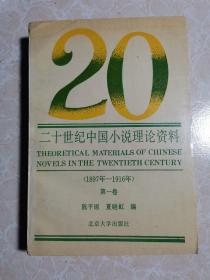 20
二十世纪中国小说理论资料
THEORETICAL MATERIALS OF CHINESE
NOVELS IN THE TWENTIETH CENTURY
(1897年—1916年)
第一卷
陈平原 夏晓虹 编
北京大学出版社